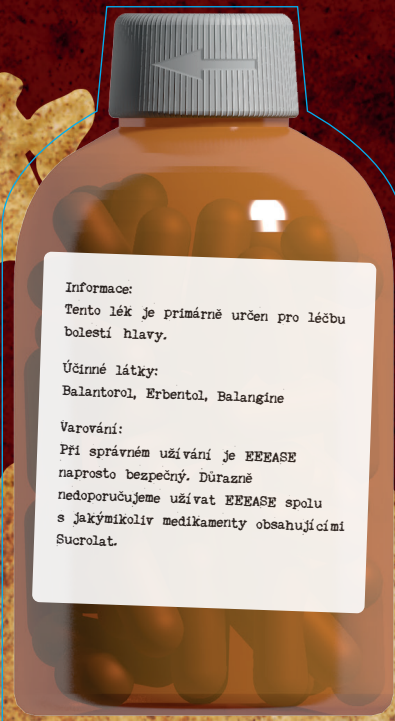 Informace:
Tento lék je primárně určen pro léčbu
bolestí hlavy.
Účinné látky:
Balantorol, Erbentol, Balangine
Varování:
Při správném užívání je EEEASE
naprosto bezpečný. Důrazně
nedoporučujeme užívat EEEASE spolu
s jakýmikoliv medikamenty obsahujícími
Sucrolat.